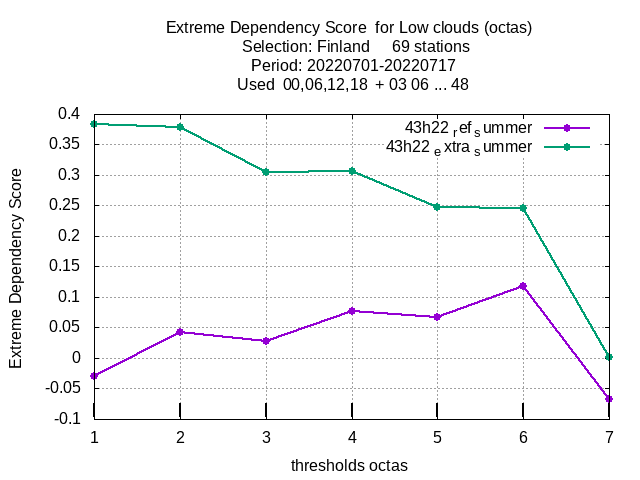 Extreme Dependency Score  for Low clouds (octas)
Selection: Finland     69 stations
Period: 20220701-20220717
Used  00,06,12,18  + 03 06 ... 48
43h22 ref summer
43h22 extra summer
Extreme Dependency Score
0.4
0.35
0.3
0.25
0.2
0.15
0.1
0.05
0
-0.05
-0.1
1 2 3 4 5 6 7
thresholds octas